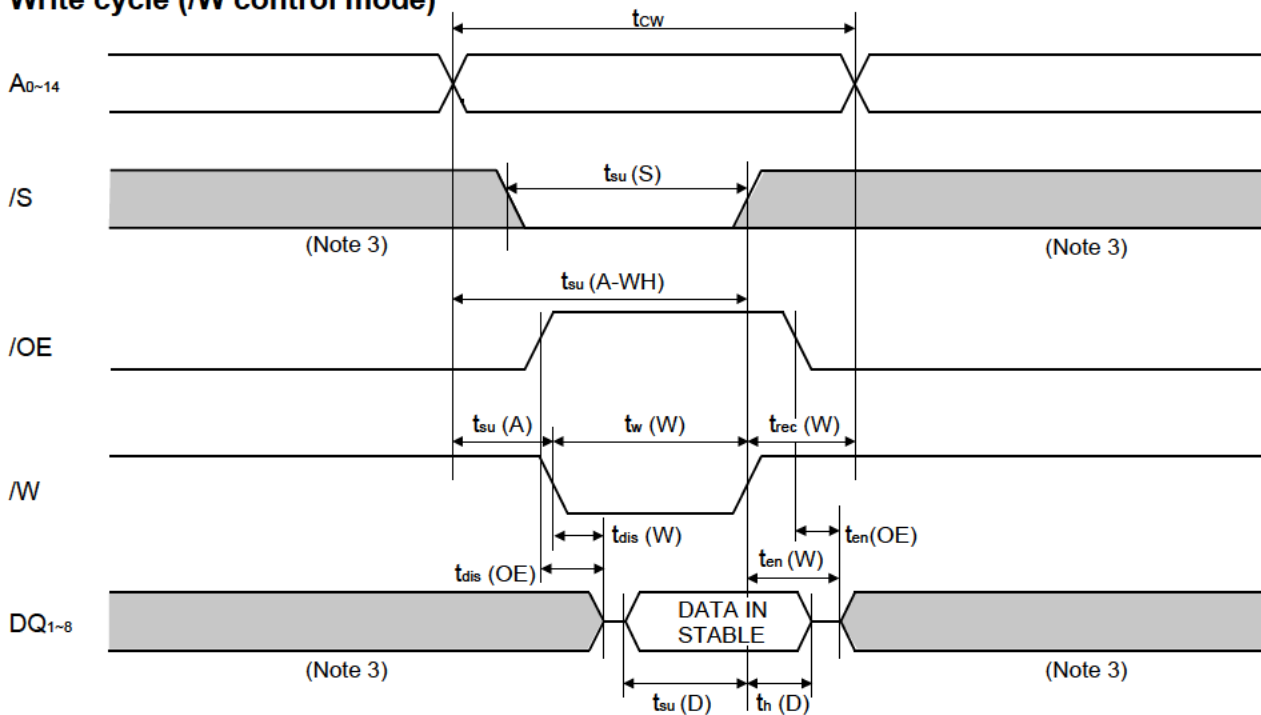 Write cycle (/W control mode)
tCW
A0~14
tsu (S)
/S
(Note 3)
(Note 3)
tsu (A-WH)
/OE
tsu (A)
tw (W)
trec (W)
/W
tdis (W)
ten(OE)
ten (W)
tdis (OE)
DQ1~8
DATA IN
STABLE
(Note 3)
(Note 3)
tsu (D)
th (D)